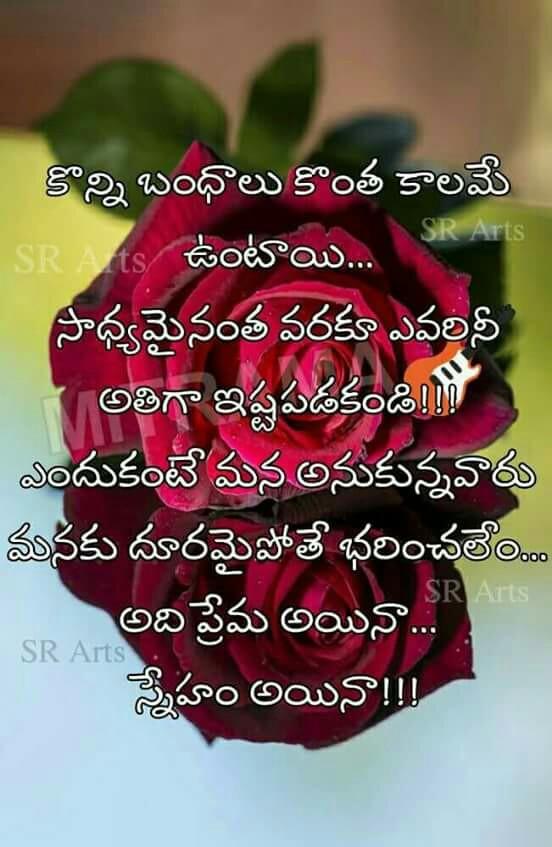 కొన్ని బంధాలు కొంత కాలమే
SR Arts
SR Arts
ఉంటాయి...
సాధ్యమైనంత వరకూ ఎవరినీ
అతిగా ఇష్టపడకండి!!!
ఎందుకంటే మన అనుకున్నవారు
మనకు దూరమైపోతే భరించలేం...
SR Arts
అది ప్రేమ అయినా...
SR Arts
స్నేహం అయినా!!!